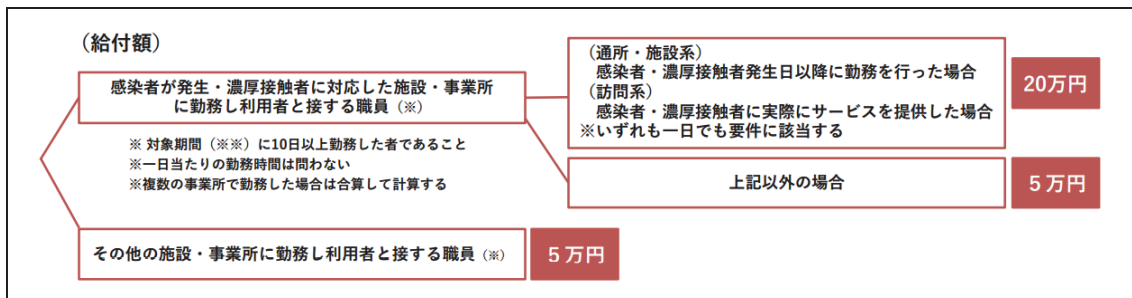 （給付額）
感染者が発生・濃厚接触者に対応した施設・事業所
に勤務し利用者と接する職員（※）
※ 対象期間（※※）に10日以上勤務した者であること
※一日当たりの勤務時間は問わない
※複数の事業所で勤務した場合は合算して計算する
（通所・施設系）
感染者・濃厚接触者発生日以降に勤務を行った場合
（訪問系）
感染者・濃厚接触者に実際にサービスを提供した場合
※いずれも一日でも要件に該当する
20万円
上記以外の場合
５万円
その他の施設・事業所に勤務し利用者と接する職員（※）
５万円